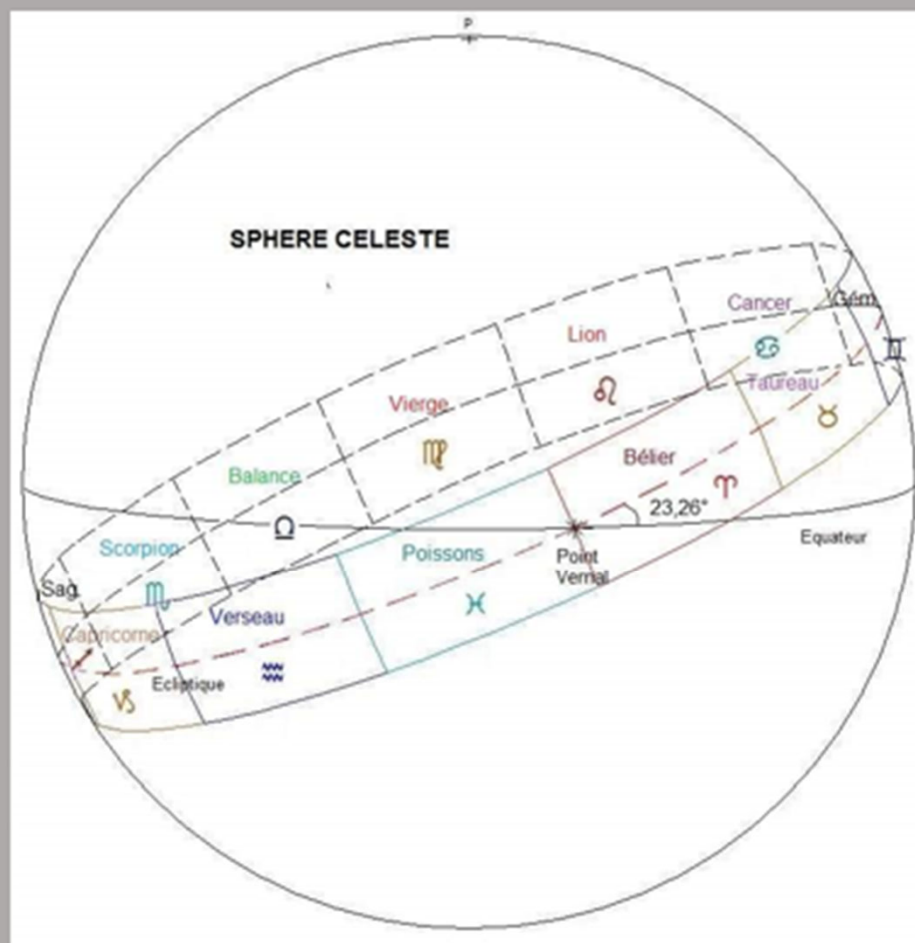 P
SPHERE CELESTE
Gém
Cancer
♋
♊
Lion
♌
Taureau
♉
Vierge
♍
Bélier
♈
Balance
Ω
23,26°
Equateur
Scorpion
♏
Poissons
♓
Point
Vernal
Sag
Verseau
♒
Capricorne
♐
Ecliptique
♑